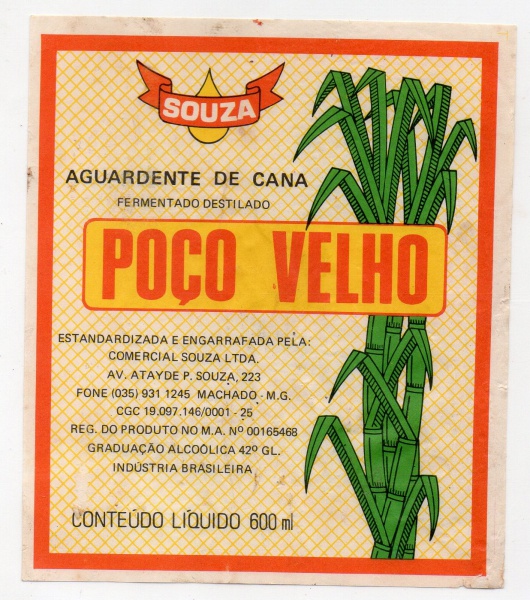 SOUZA
AGUARDENTE DE CANA
FERMENTADO DESTILADO
POÇO VELHO
ESTANDARDIZADA E ENGARRAFADA PELA:
COMERCIAL SOUZA LTDA.
AV. ATAYDE P. SOUZA, 223
FONE (035) 931 1245 MACHADO - M.G.
CGC 19.097.146/0001 - 25
REG. DO PRODUTO NO M.A. Nº 00165468
GRADUAÇÃO ALCOÓLICA 42º GL.
INDÚSTRIA BRASILEIRA
CONTEÚDO LÍQUIDO 600 ml